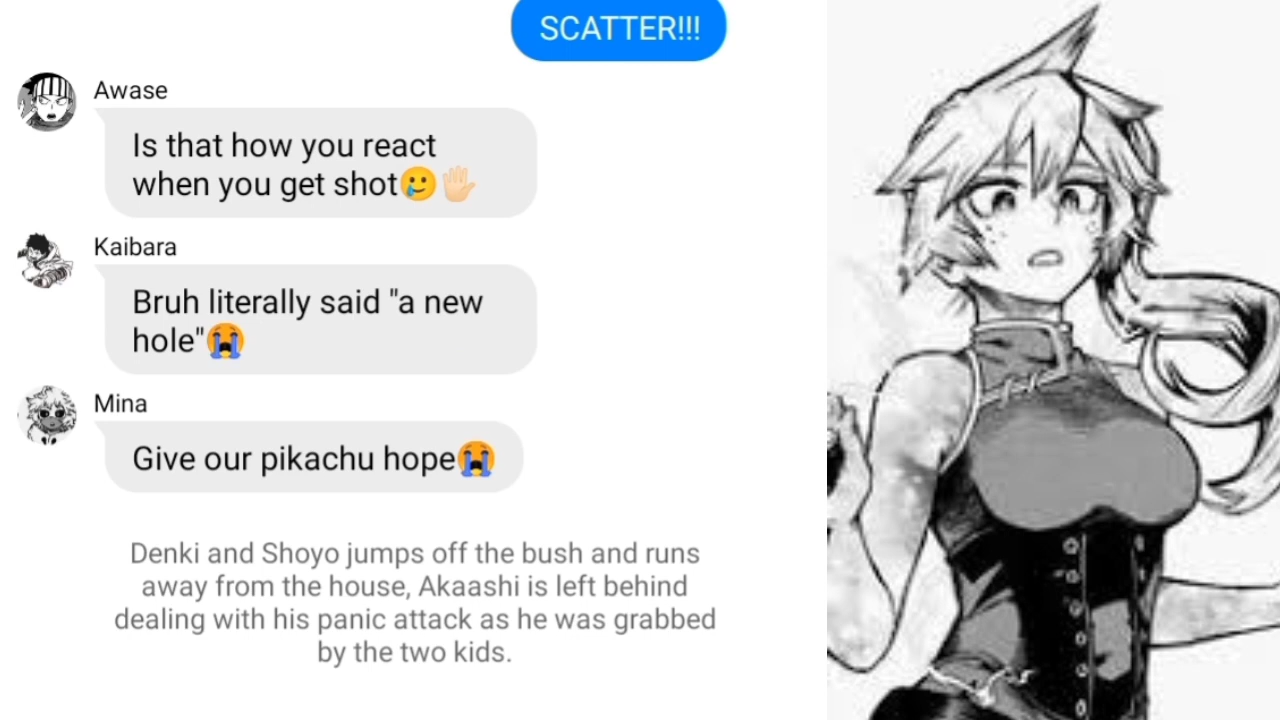 SCATTER!!!
Awase
Is that how you react
when you get shot🥲🖐🏻
Kaibara
Bruh literally said "a new
hole"😭
Mina
Give our pikachu hope😭
Denki and Shoyo jumps off the bush and runs
away from the house, Akaashi is left behind
dealing with his panic attack as he was grabbed
by the two kids.